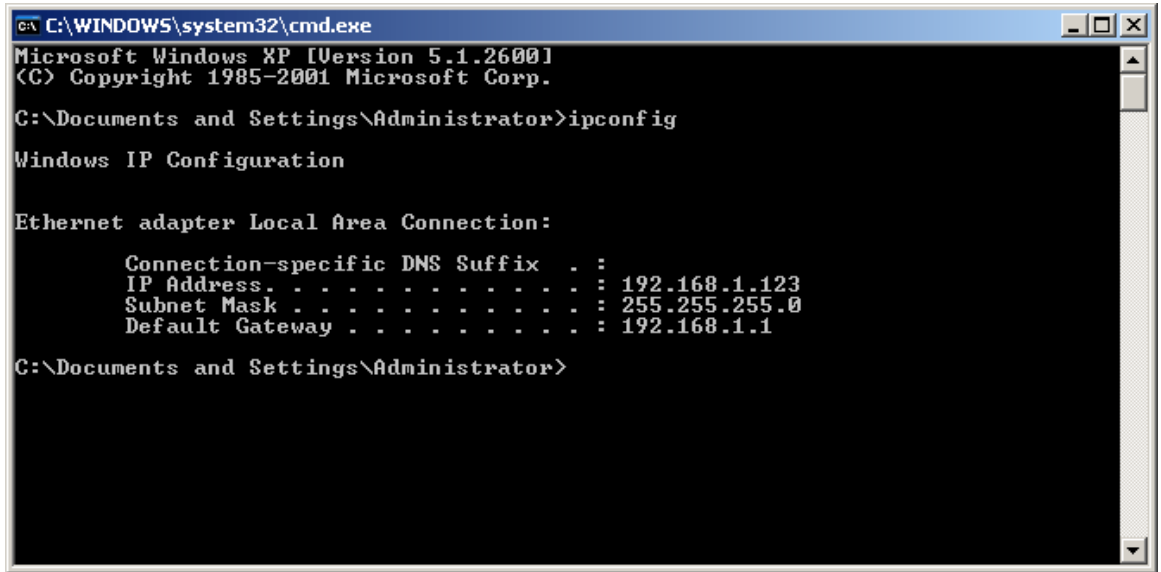 C:\WINDOWS\system32\cmd.exe
Microsoft Windows XP [Version 5.1.2600]
(C) Copyright 1985-2001 Microsoft Corp.
C:\Documents and Settings\Administrator>ipconfig
Windows IP Configuration
Ethernet adapter Local Area Connection:
Connection-specific DNS Suffix . :
IP Address. . . . . . . . . . . . : 192.168.1.123
Subnet Mask . . . . . . . . . . . : 255.255.255.0
Default Gateway . . . . . . . . . : 192.168.1.1
C:\Documents and Settings\Administrator>